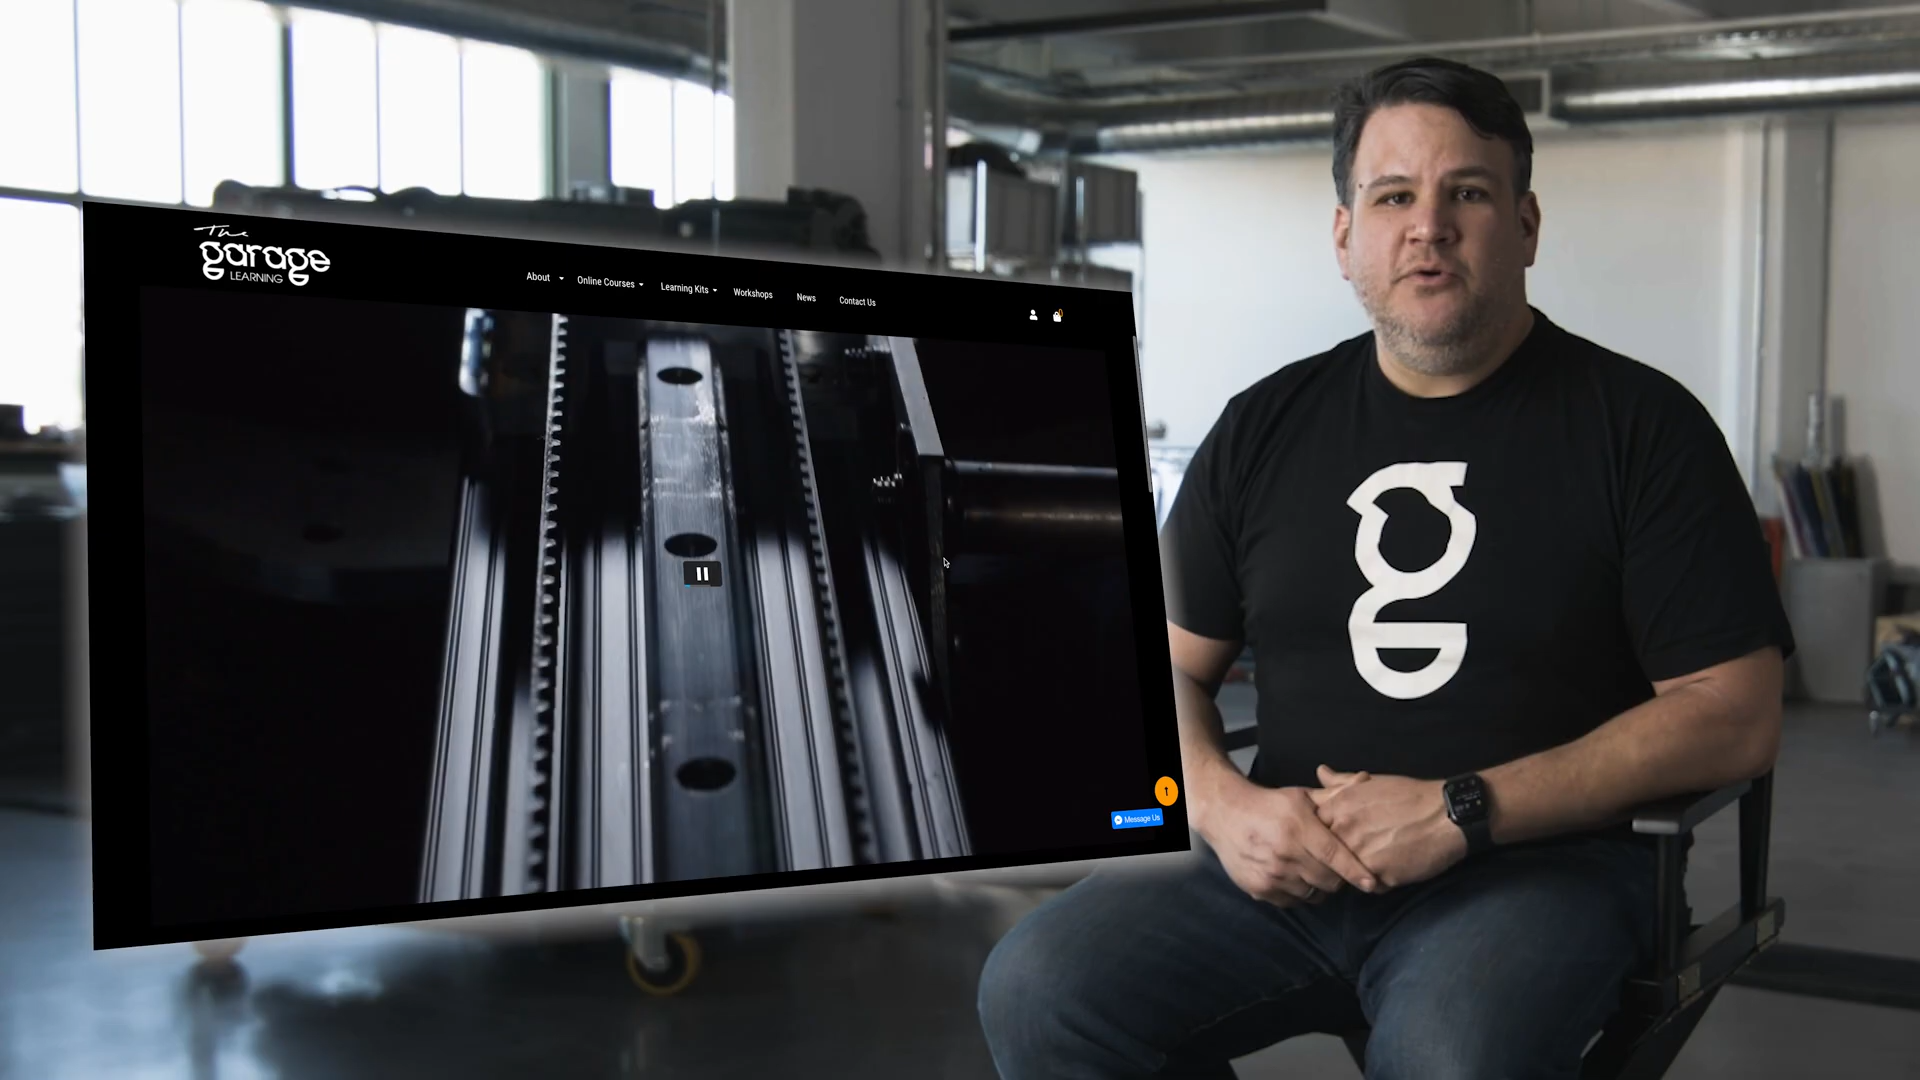 The
garage
LEARNING
About
Online Courses
Learning Kits
Workshops
News
Contact Us
Message Us
g